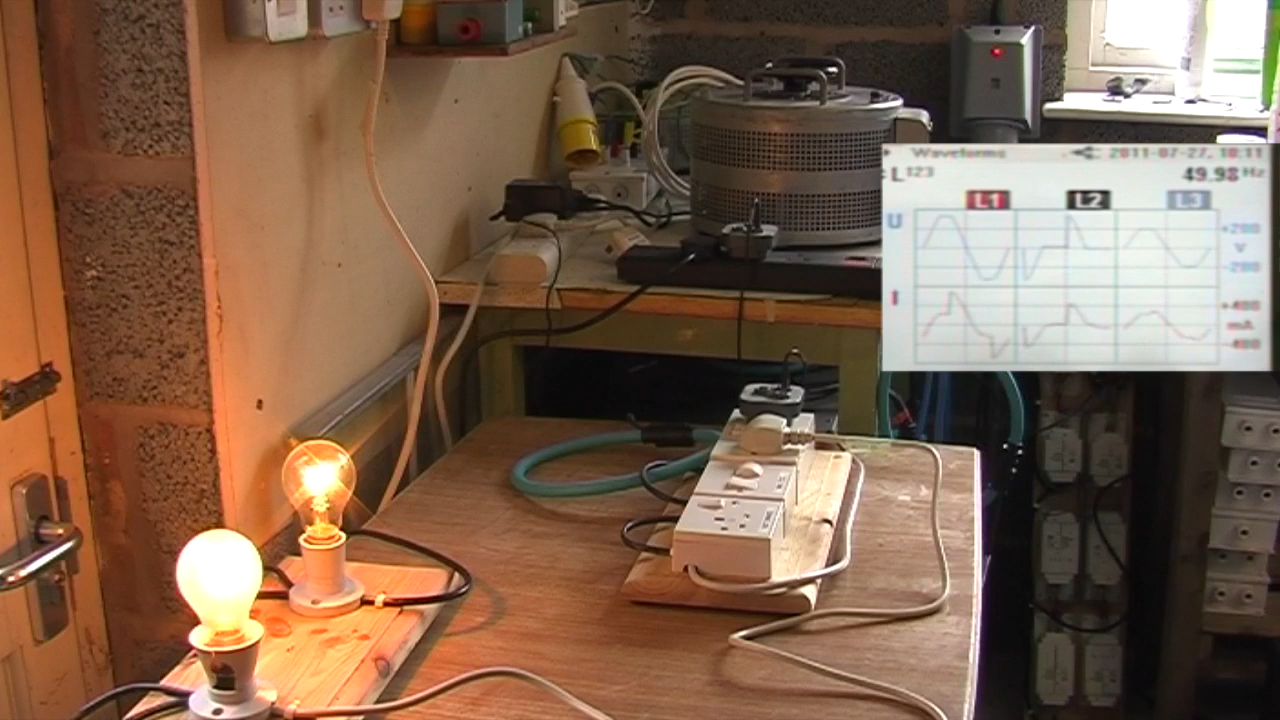 Waveforms 2011-07-27, 10:11
L123 49.98 Hz
L1 L2 L3
U
+200
V
-200
I
+400
mA
-400